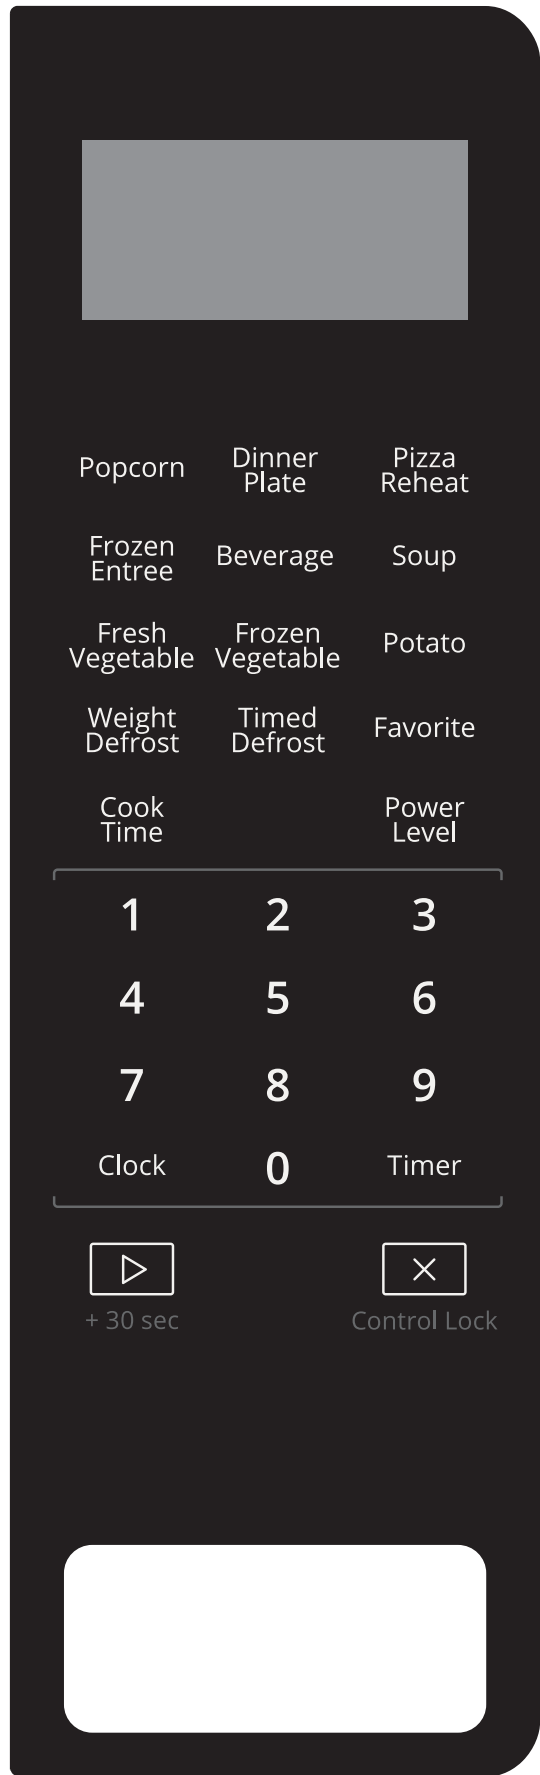 Popcorn
Dinner
Plate
Pizza
Reheat
Frozen
Entree
Beverage
Soup
Fresh
Vegetable
Frozen
Vegetable
Potato
Weight
Defrost
Timed
Defrost
Favorite
Cook
Time
Power
Level
1 2 3
4 5 6
7 8 9
Clock 0 Timer
+ 30 sec
Control Lock